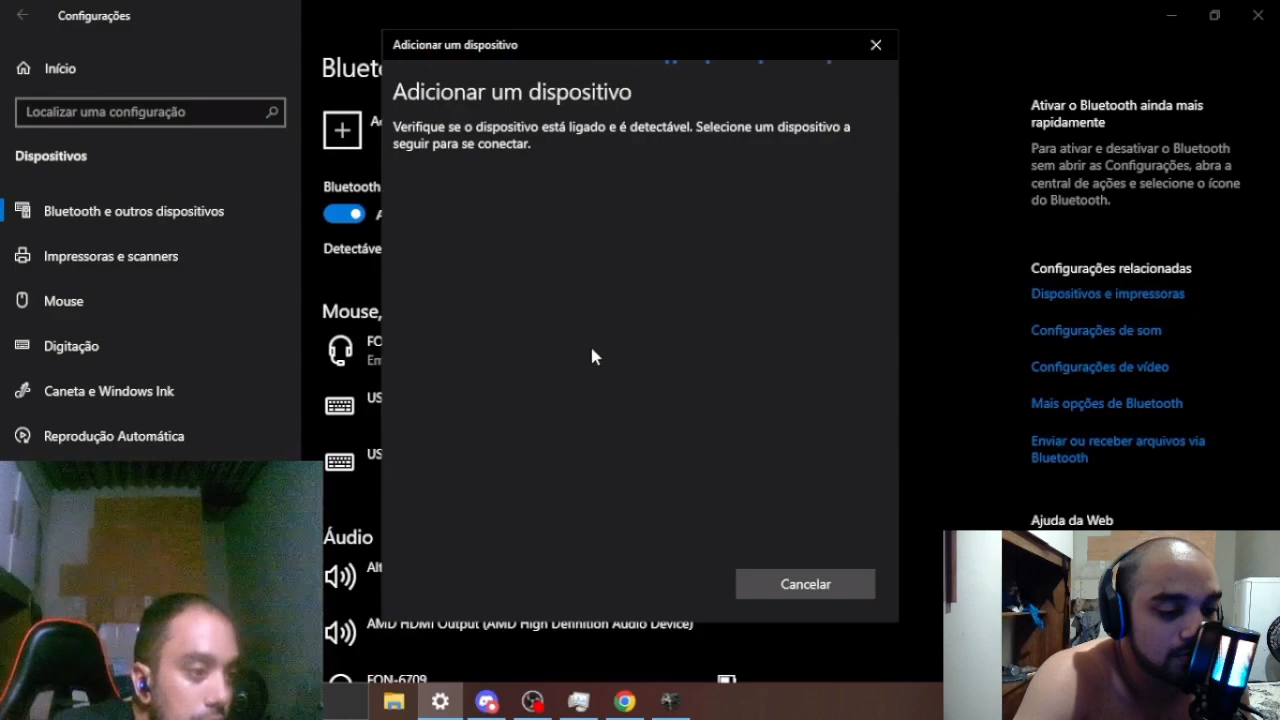 Configurações
Início
Localizar uma configuração
Dispositivos
Bluetooth e outros dispositivos
Impressoras e scanners
Mouse
Digitação
Caneta e Windows Ink
Reprodução Automática
Bluetooth
Detectáve
Mouse,
FO
Em
US
US
Áudio
Alt
AMD HDMI Output (AMD High Definition Audio Device)
FON-6709
Adicionar um dispositivo
Adicionar um dispositivo
Verifique se o dispositivo está ligado e é detectável. Selecione um dispositivo a
seguir para se conectar.
Cancelar
Ativar o Bluetooth ainda mais
rapidamente
Para ativar e desativar o Bluetooth
sem abrir as Configurações, abra a
central de ações e selecione o ícone
do Bluetooth.
Configurações relacionadas
Dispositivos e impressoras
Configurações de som
Configurações de vídeo
Mais opções de Bluetooth
Enviar ou receber arquivos via
Bluetooth
Ajuda da Web